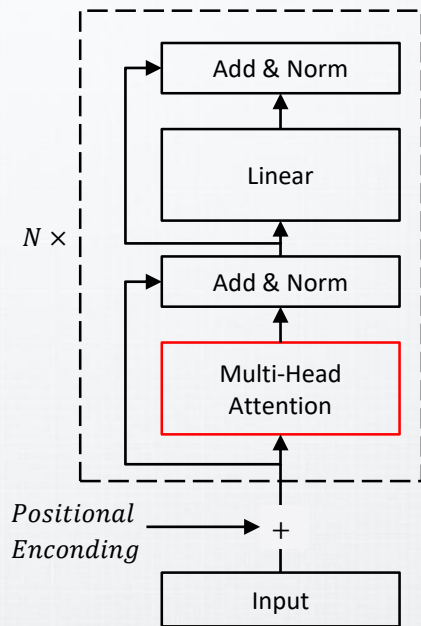 Add & Norm
Linear
N ×
Add & Norm
Multi-Head
Attention
Positional
Enconding
+
Input